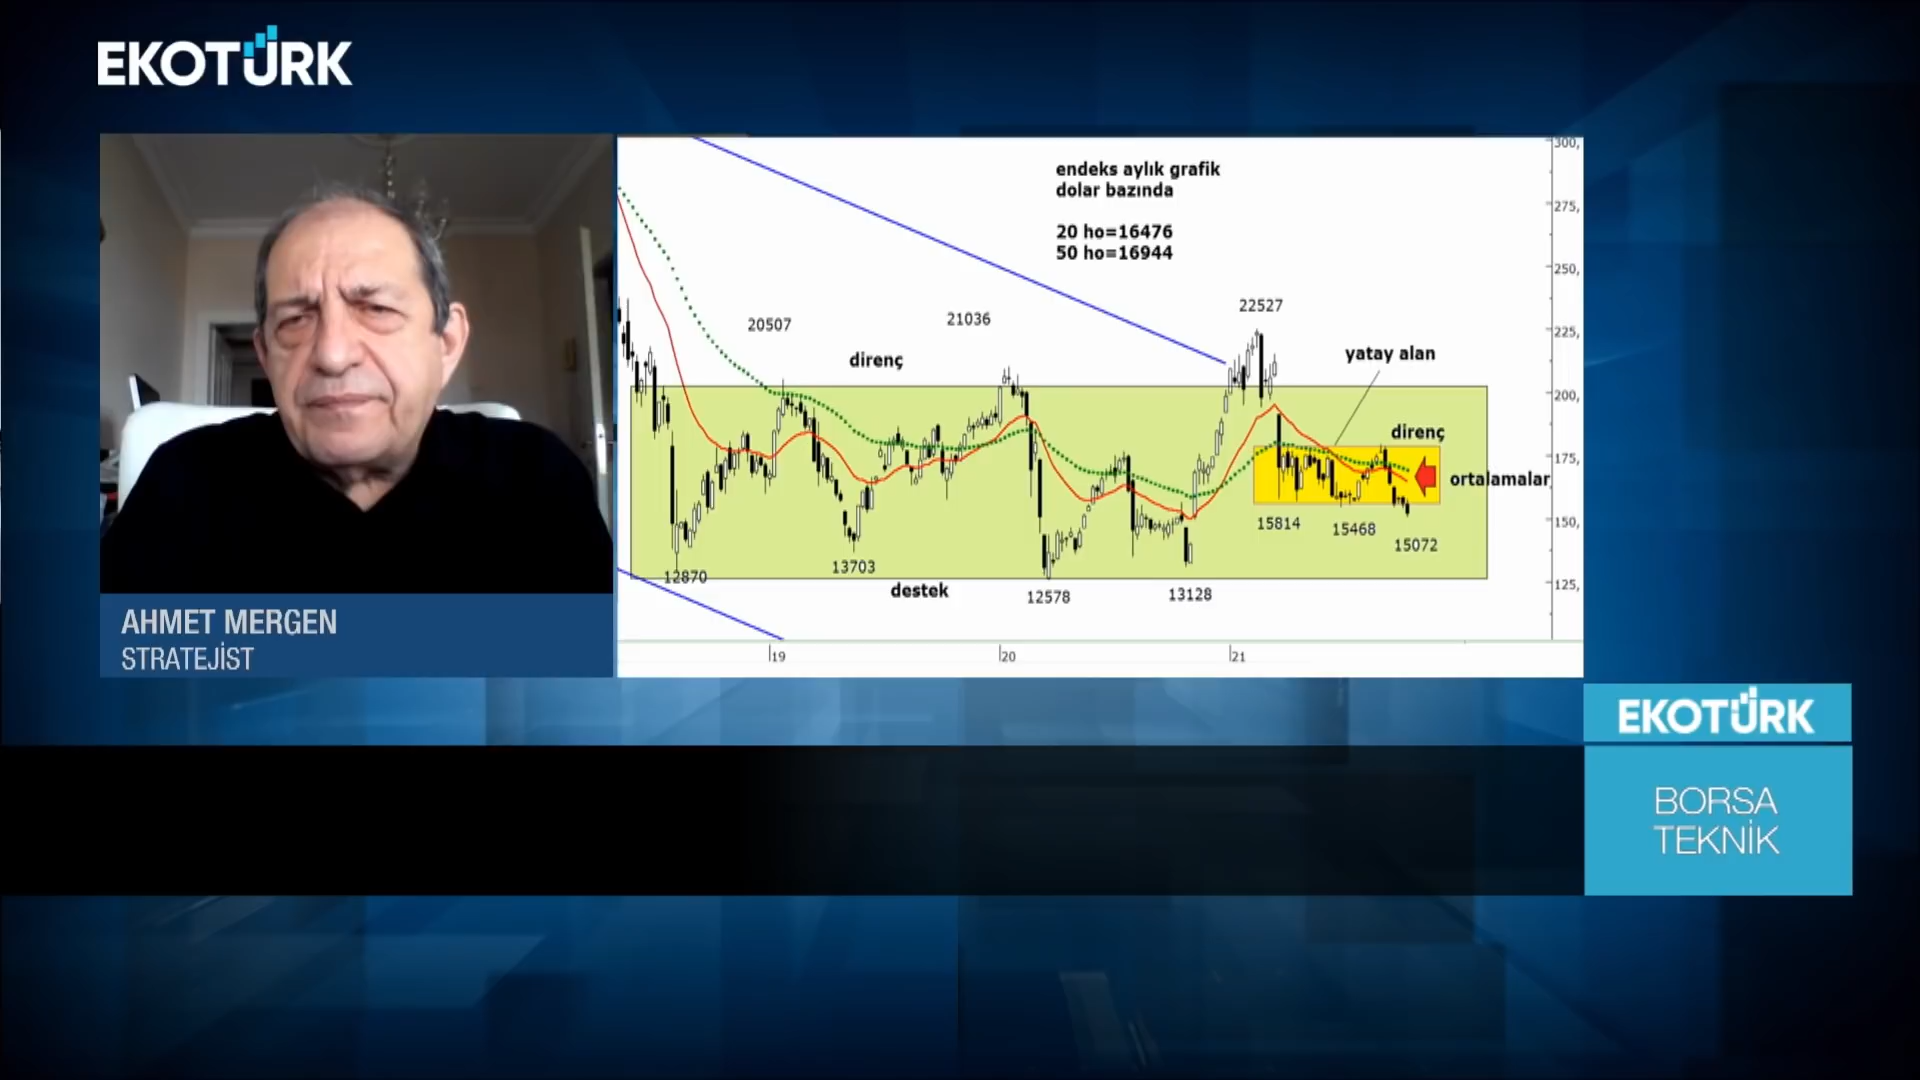 EKOTÜRK
AHMET MERGEN
STRATEJİST
endeks aylık grafik
dolar bazında
20 ho=16476
50 ho=16944
300,
275,
250,
225,
200,
175,
150,
125,
20507
21036
22527
direnç
yatay alan
direnç
ortalamalar
15814
15468
15072
12870
13703
destek
12578
13128
19
20
21
EKOTÜRK
BORSA
TEKNİK